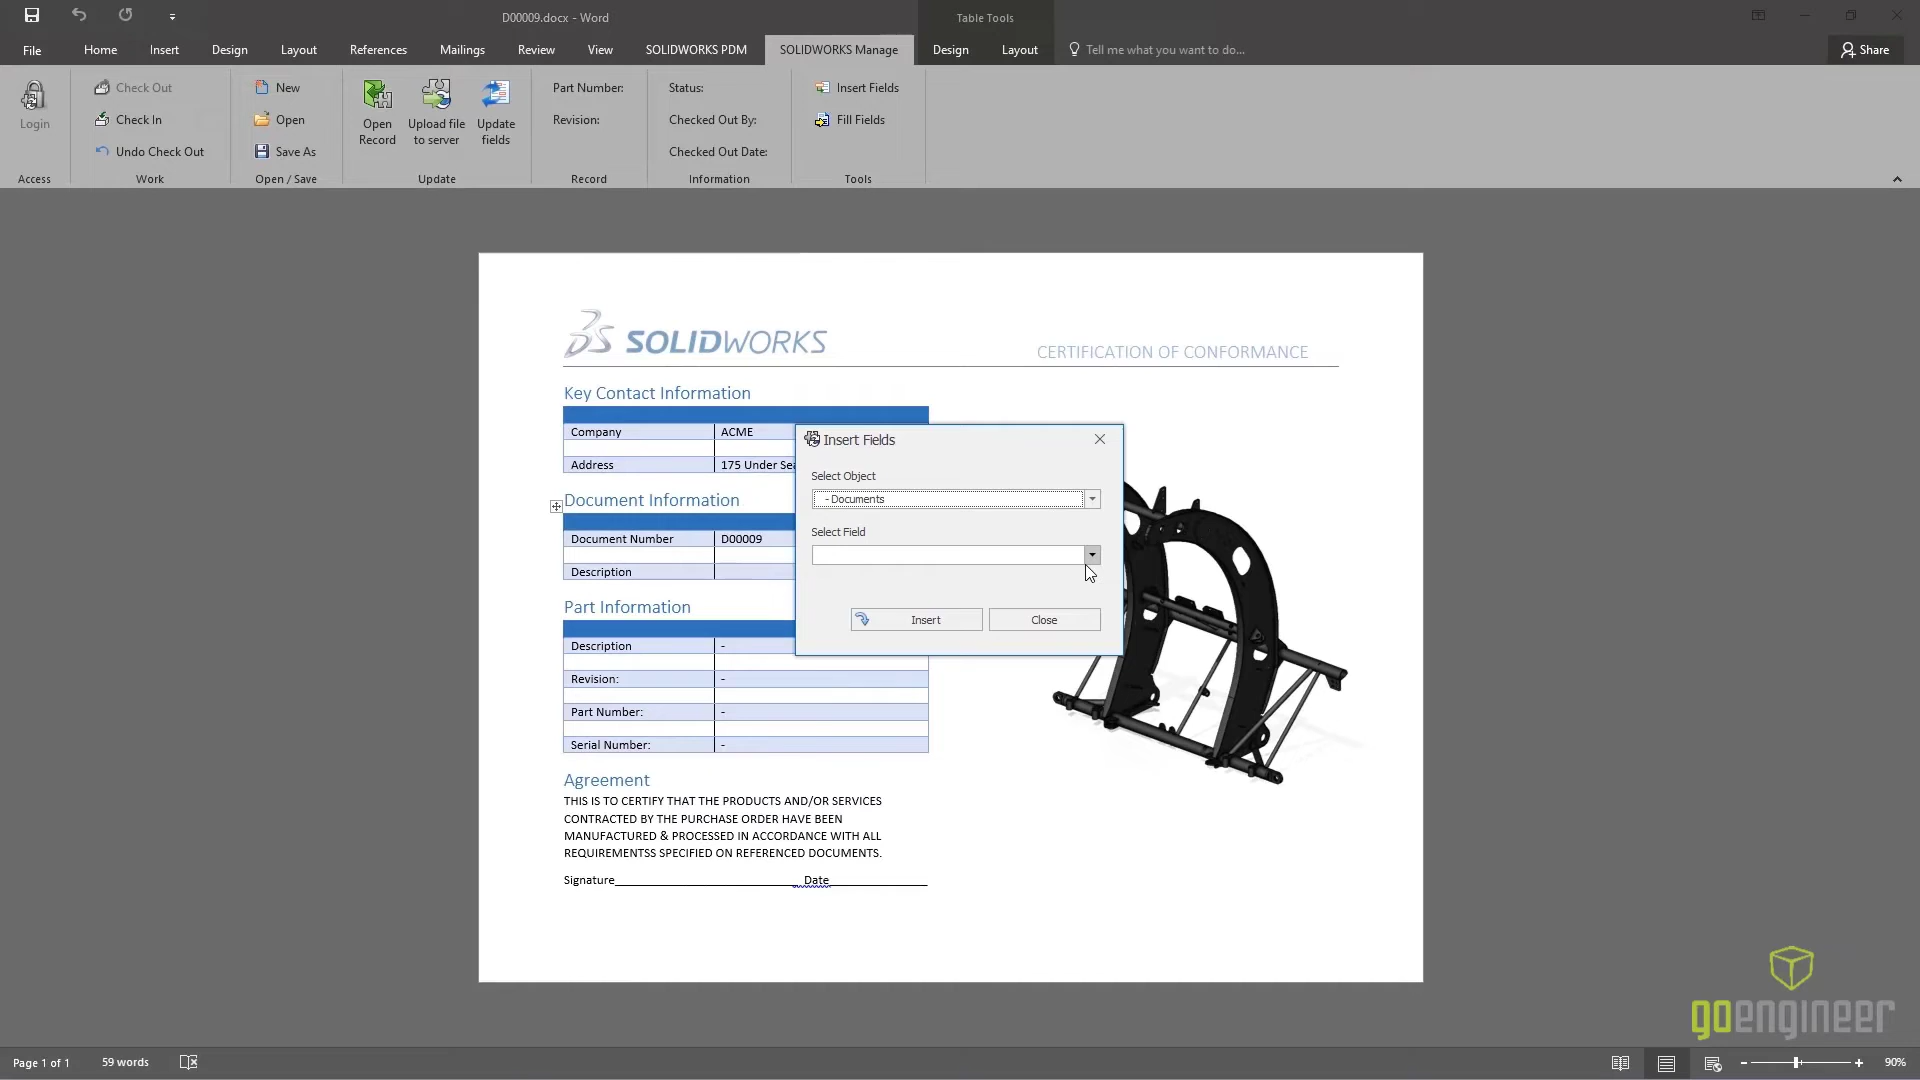 D00009.docx - Word
Table Tools
File
Home
Insert
Design
Layout
References
Mailings
Review
View
SOLIDWORKS PDM
SOLIDWORKS Manage
Design
Layout
Tell me what you want to do...
Share
Login
Access
Check Out
Check In
Undo Check Out
Work
New
Open
Save As
Open / Save
Open Record
Upload file to server
Update fields
Update
Part Number:
Revision:
Record
Status:
Checked Out By:
Checked Out Date:
Information
Insert Fields
Fill Fields
Tools
SOLIDWORKS
CERTIFICATION OF CONFORMANCE
Key Contact Information
Company ACME
Address 175 Under Sea
Document Information
Document Number D00009
Description
Part Information
Description -
Revision: -
Part Number: -
Serial Number: -
Agreement
THIS IS TO CERTIFY THAT THE PRODUCTS AND/OR SERVICES
CONTRACTED BY THE PURCHASE ORDER HAVE BEEN
MANUFACTURED & PROCESSED IN ACCORDANCE WITH ALL
REQUIREMENTSS SPECIFIED ON REFERENCED DOCUMENTS.
Signature Date
Insert Fields
Select Object
- Documents
Select Field
Insert
Close
goengineer
Page 1 of 1
59 words
90%